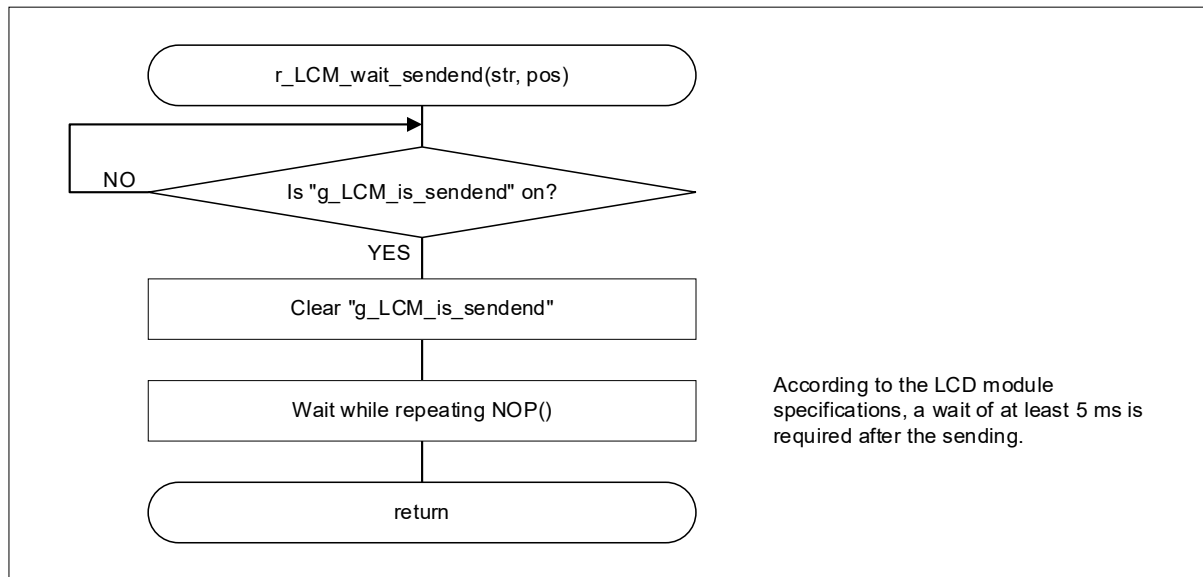 r_LCM_wait_sendend(str, pos)
Is "g_LCM_is_sendend" on?
NO
YES
Clear "g_LCM_is_sendend"
Wait while repeating NOP()
According to the LCD module
specifications, a wait of at least 5 ms is
required after the sending.
return